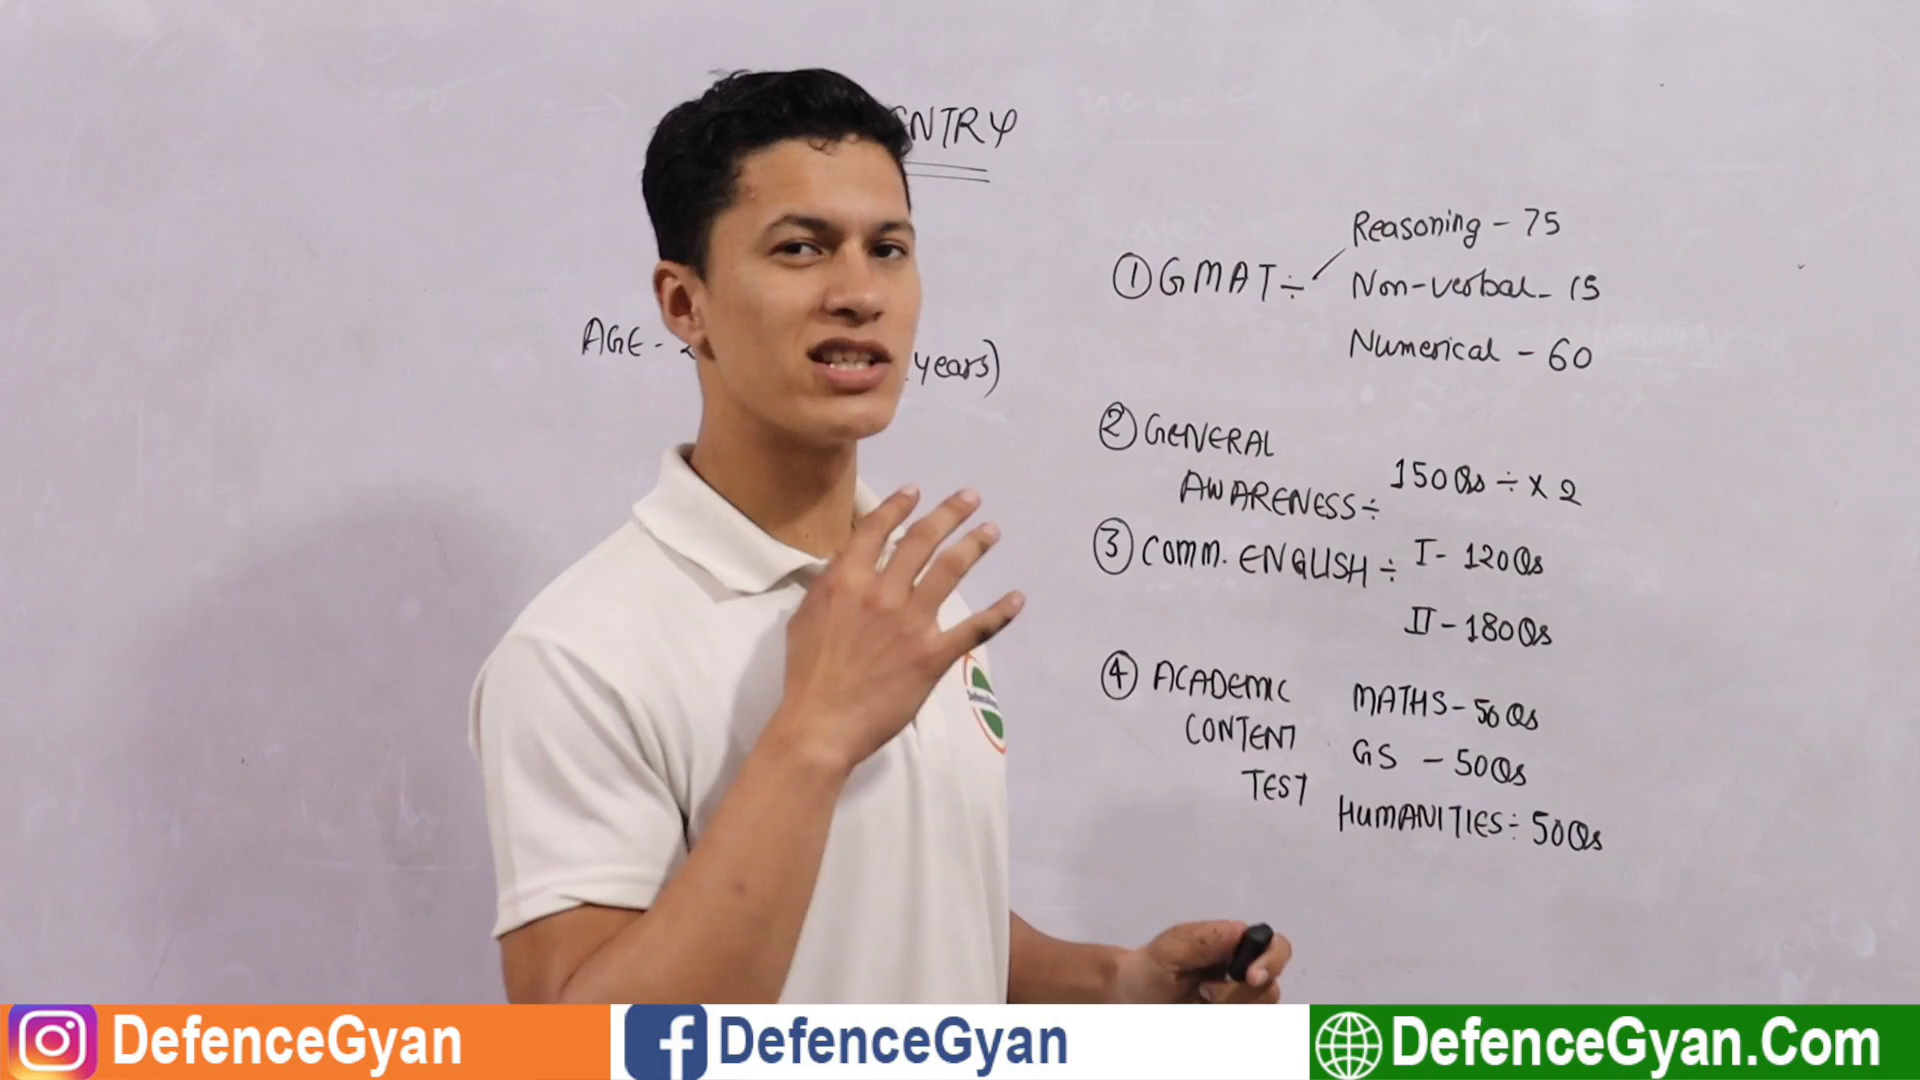 ENTRY
AGE -
years)
① GMAT ÷
Reasoning - 75
Non-verbal - 15
Numerical - 60
② GENERAL
AWARENESS ÷
150 Qs ÷ x 2
③ COMM. ENGLISH ÷
I - 120 Qs
II - 180 Qs
④ ACADEMIC
CONTENT
TEST
MATHS - 50 Qs
GS - 50 Qs
HUMANITIES ÷ 50 Qs
DefenceGyan
DefenceGyan
DefenceGyan.Com